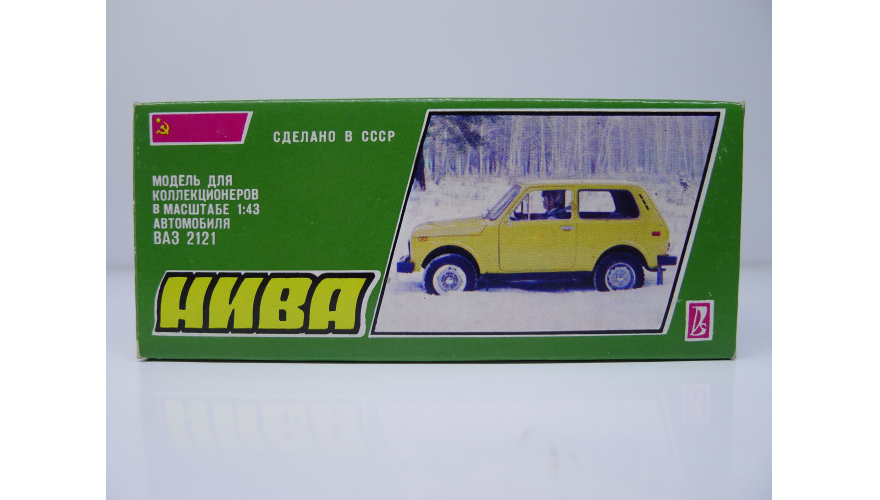 СДЕЛАНО В СССР
МОДЕЛЬ ДЛЯ
КОЛЛЕКЦИОНЕРОВ
В МАСШТАБЕ 1:43
АВТОМОБИЛЯ
ВАЗ 2121
НИВА